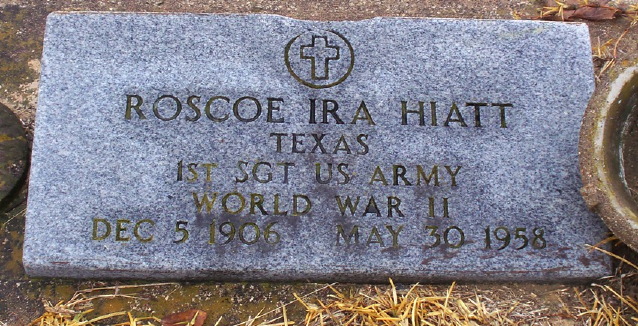 ROSCOE IRA HIATT
TEXAS
1ST SGT US ARMY
WORLD WAR II
DEC 5 1906 MAY 30 1958